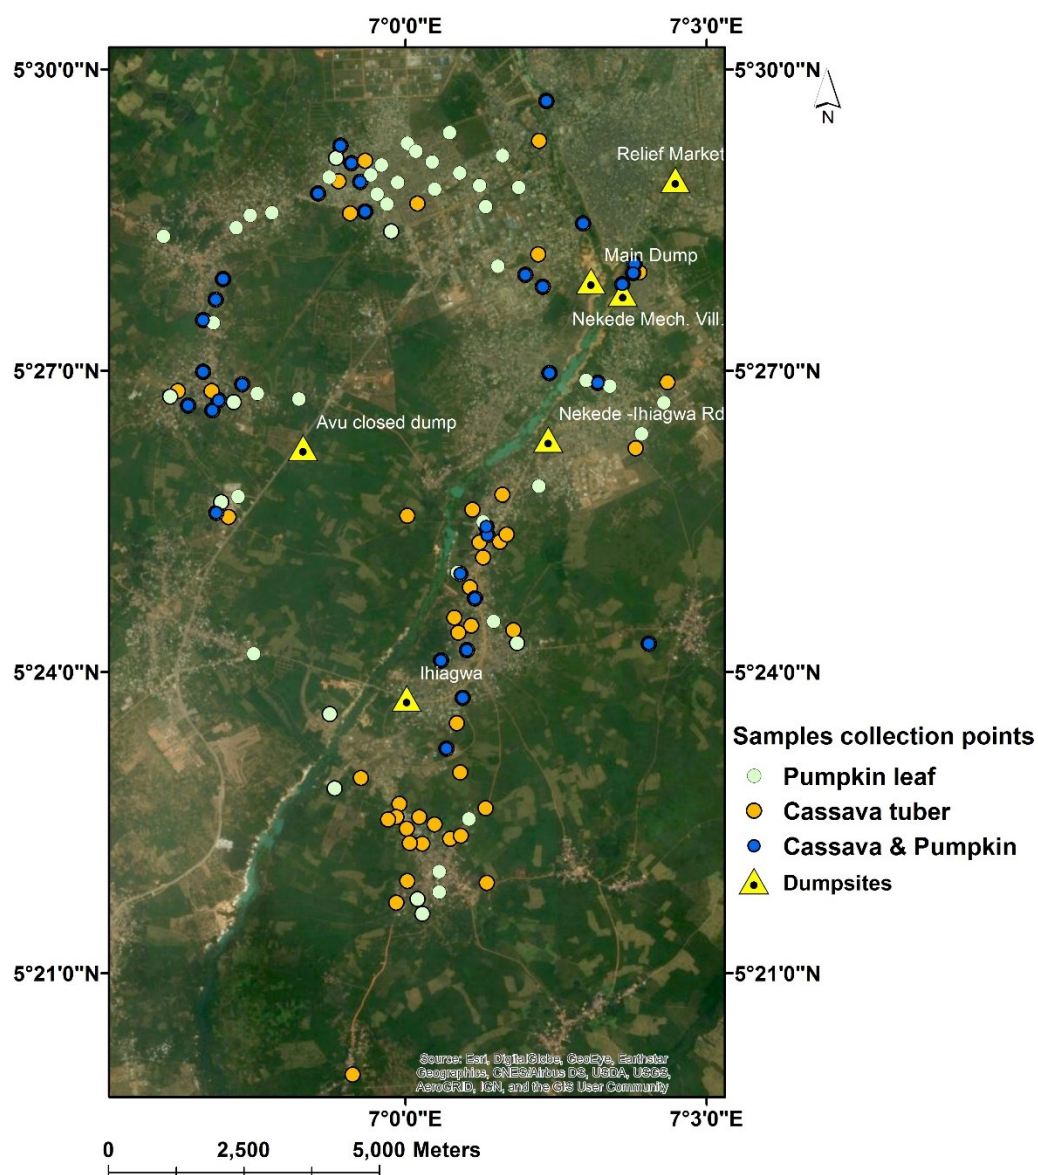 7°0'0"E
7°3'0"E
5°30'0"N
5°30'0"N
N
Relief Market
Main Dump
Nekede Mech. Vill.
5°27'0"N
5°27'0"N
Nekede -Ihiagwa Rd
Avu closed dump
5°24'0"N
5°24'0"N
Ihiagwa
Samples collection points
Pumpkin leaf
Cassava tuber
Cassava & Pumpkin
Dumpsites
5°21'0"N
5°21'0"N
Source: Esri, DigitalGlobe, GeoEye, Earthstar
Geographics, CNES/Airbus DS, USDA, USGS,
AeroGRID, IGN, and the GIS User Community
7°0'0"E
7°3'0"E
0 2,500 5,000 Meters